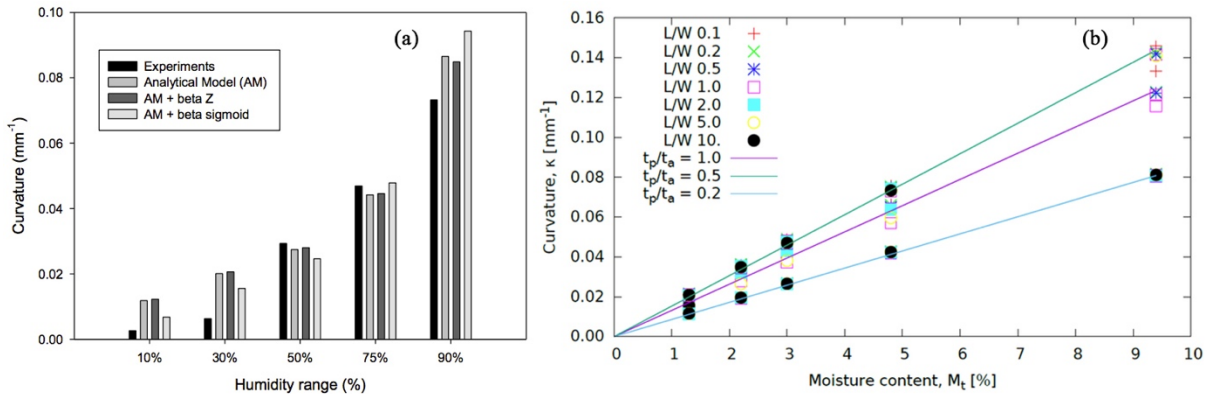 (a)
Curvature (mm⁻¹)
0.10
0.08
0.06
0.04
0.02
0.00
Experiments
Analytical Model (AM)
AM + beta Z
AM + beta sigmoid
10% 30% 50% 75% 90%
Humidity range (%)
(b)
Curvature, κ [mm⁻¹]
0.16
0.14
0.12
0.10
0.08
0.06
0.04
0.02
0.00
L/W 0.1
L/W 0.2
L/W 0.5
L/W 1.0
L/W 2.0
L/W 5.0
L/W 10.
tₚ/tₐ = 1.0
tₚ/tₐ = 0.5
tₚ/tₐ = 0.2
0 1 2 3 4 5 6 7 8 9 10
Moisture content, Mₜ [%]